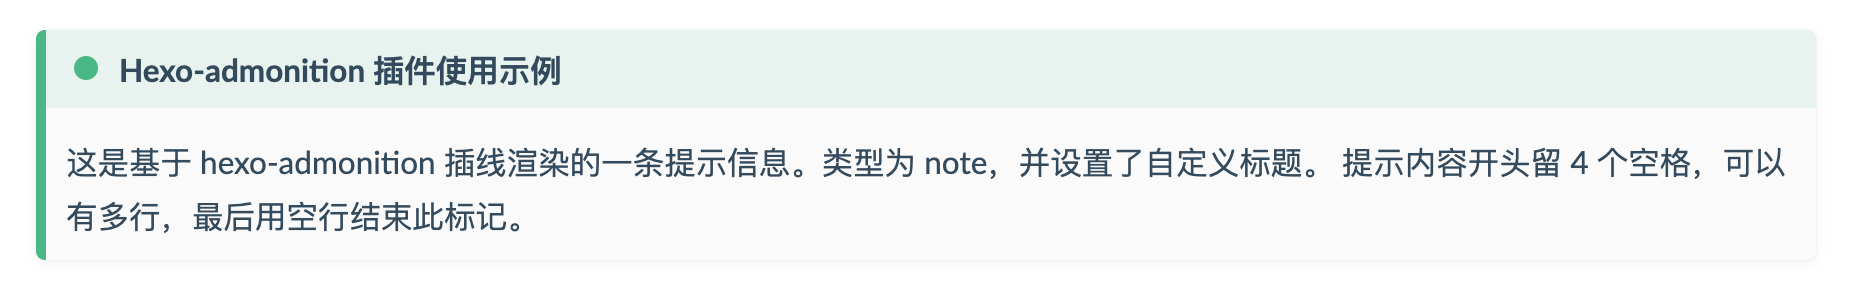 Hexo-admonition 插件使用示例
这是基于 hexo-admonition 插线渲染的一条提示信息。类型为 note，并设置了自定义标题。 提示内容开头留 4 个空格，可以
有多行，最后用空行结束此标记。